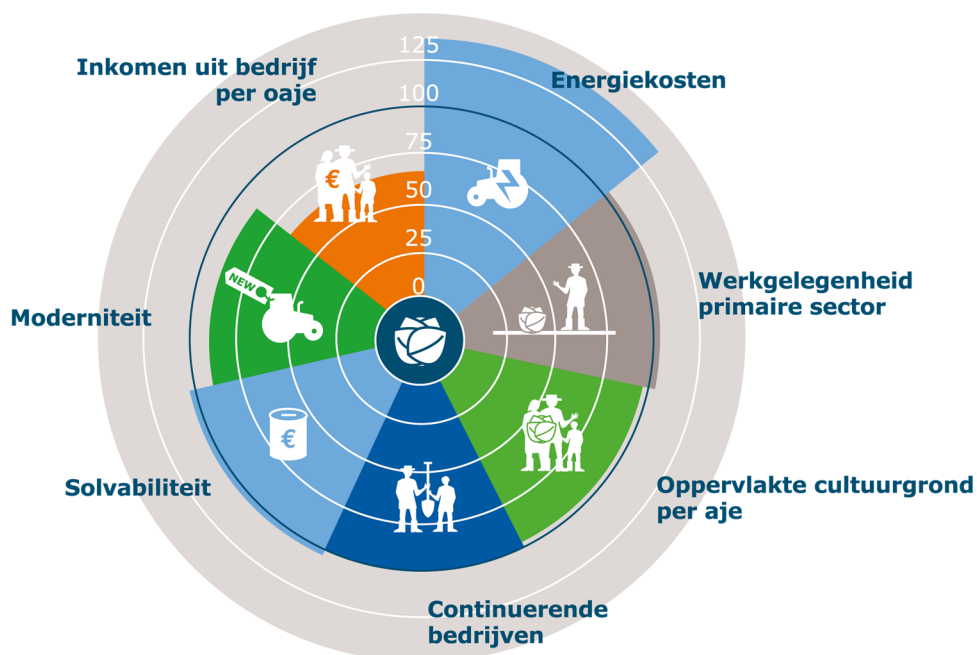 125
Inkomen uit bedrijf
per oaje
Energiekosten
100
75
€
50
25
NEW
Werkgelegenheid
primaire sector
0
Moderniteit
€
Solvabiliteit
Oppervlakte cultuurgrond
per aje
Continuerende
bedrijven